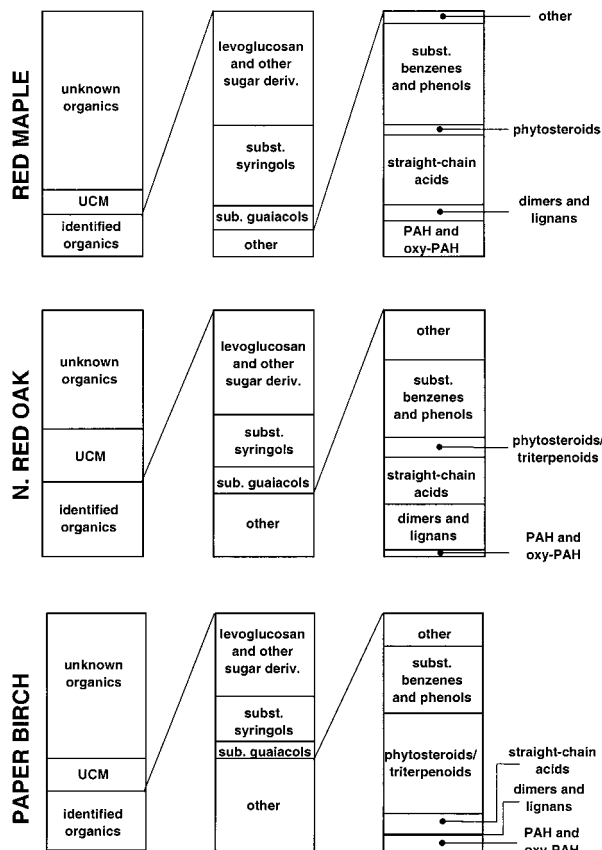 RED MAPLE
unknown
organics
UCM
identified
organics
levoglucosan
and other
sugar deriv.
subst.
syringols
sub. guaiacols
other
other
subst.
benzenes
and phenols
phytosteroids
straight-chain
acids
dimers and
lignans
PAH and
oxy-PAH
N. RED OAK
unknown
organics
UCM
identified
organics
levoglucosan
and other
sugar deriv.
subst.
syringols
sub. guaiacols
other
other
subst.
benzenes
and phenols
phytosteroids/
triterpenoids
straight-chain
acids
dimers and
lignans
PAH and
oxy-PAH
PAPER BIRCH
unknown
organics
UCM
identified
organics
levoglucosan
and other
sugar deriv.
subst.
syringols
sub. guaiacols
other
other
subst.
benzenes
and phenols
phytosteroids/
triterpenoids
straight-chain
acids
dimers and
lignans
PAH and
oxy-PAH